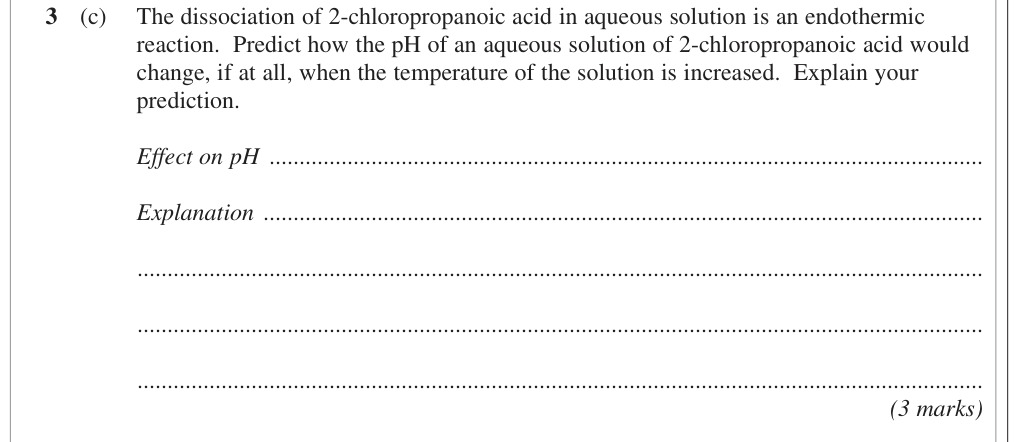 3 (c) The dissociation of 2-chloropropanoic acid in aqueous solution is an endothermic
reaction. Predict how the pH of an aqueous solution of 2-chloropropanoic acid would
change, if at all, when the temperature of the solution is increased. Explain your
prediction.
Effect on pH ........................................................................................................................
Explanation .........................................................................................................................
..............................................................................................................................................
..............................................................................................................................................
..............................................................................................................................................
(3 marks)